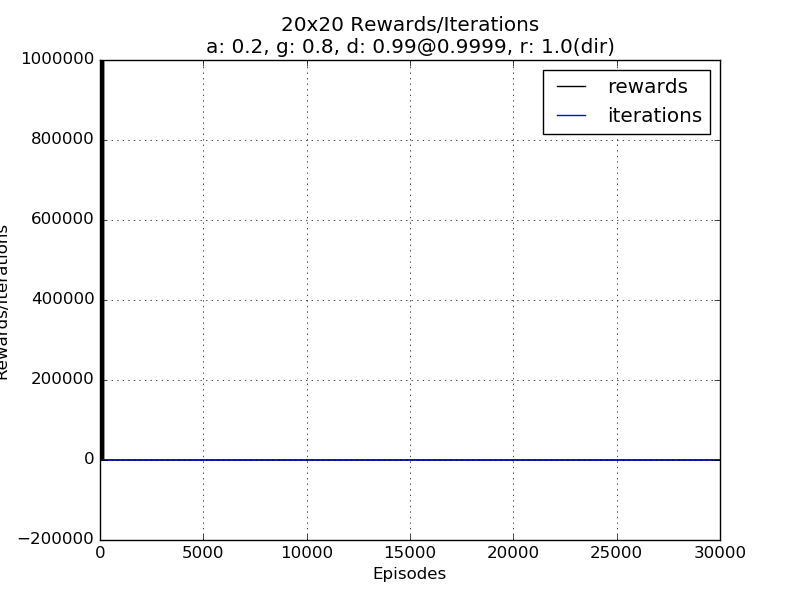 20x20 Rewards/Iterations
a: 0.2, g: 0.8, d: 0.99@0.9999, r: 1.0(dir)
rewards
iterations
1000000
800000
600000
400000
200000
0
−200000
Rewards/Iterations
0 5000 10000 15000 20000 25000 30000
Episodes